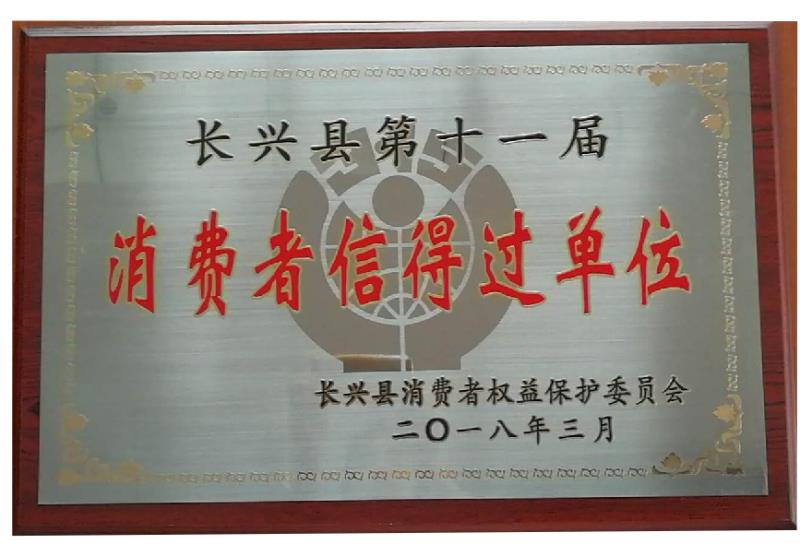 长兴县第十一届
消费者信得过单位
长兴县消费者权益保护委员会
二〇一八年三月